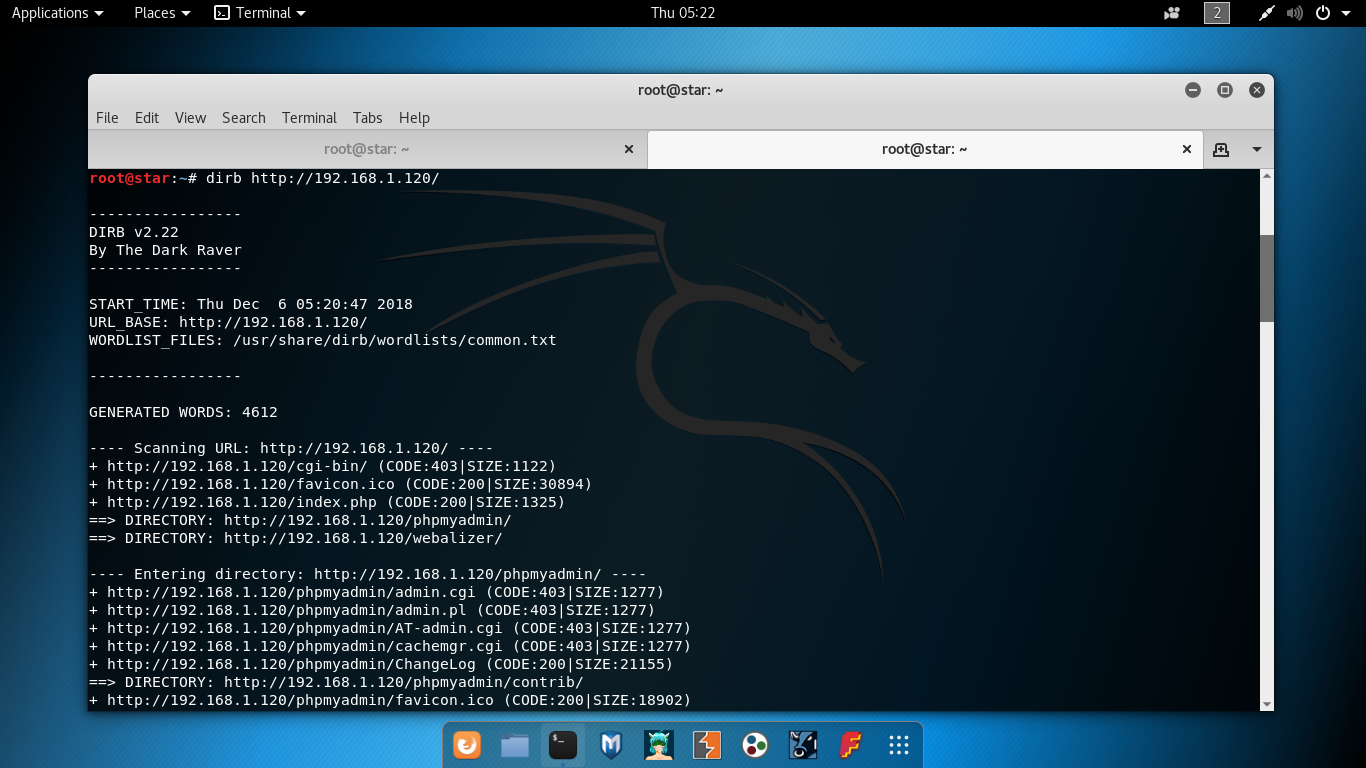 Applications Places Terminal Thu 05:22 2
root@star: ~
File Edit View Search Terminal Tabs Help
root@star: ~ root@star: ~
root@star:~# dirb http://192.168.1.120/
-----------------
DIRB v2.22
By The Dark Raver
-----------------
START_TIME: Thu Dec  6 05:20:47 2018
URL_BASE: http://192.168.1.120/
WORDLIST_FILES: /usr/share/dirb/wordlists/common.txt
-----------------
GENERATED WORDS: 4612
---- Scanning URL: http://192.168.1.120/ ----
+ http://192.168.1.120/cgi-bin/ (CODE:403|SIZE:1122)
+ http://192.168.1.120/favicon.ico (CODE:200|SIZE:30894)
+ http://192.168.1.120/index.php (CODE:200|SIZE:1325)
==> DIRECTORY: http://192.168.1.120/phpmyadmin/
==> DIRECTORY: http://192.168.1.120/webalizer/
---- Entering directory: http://192.168.1.120/phpmyadmin/ ----
+ http://192.168.1.120/phpmyadmin/admin.cgi (CODE:403|SIZE:1277)
+ http://192.168.1.120/phpmyadmin/admin.pl (CODE:403|SIZE:1277)
+ http://192.168.1.120/phpmyadmin/AT-admin.cgi (CODE:403|SIZE:1277)
+ http://192.168.1.120/phpmyadmin/cachemgr.cgi (CODE:403|SIZE:1277)
+ http://192.168.1.120/phpmyadmin/ChangeLog (CODE:200|SIZE:21155)
==> DIRECTORY: http://192.168.1.120/phpmyadmin/contrib/
+ http://192.168.1.120/phpmyadmin/favicon.ico (CODE:200|SIZE:18902)